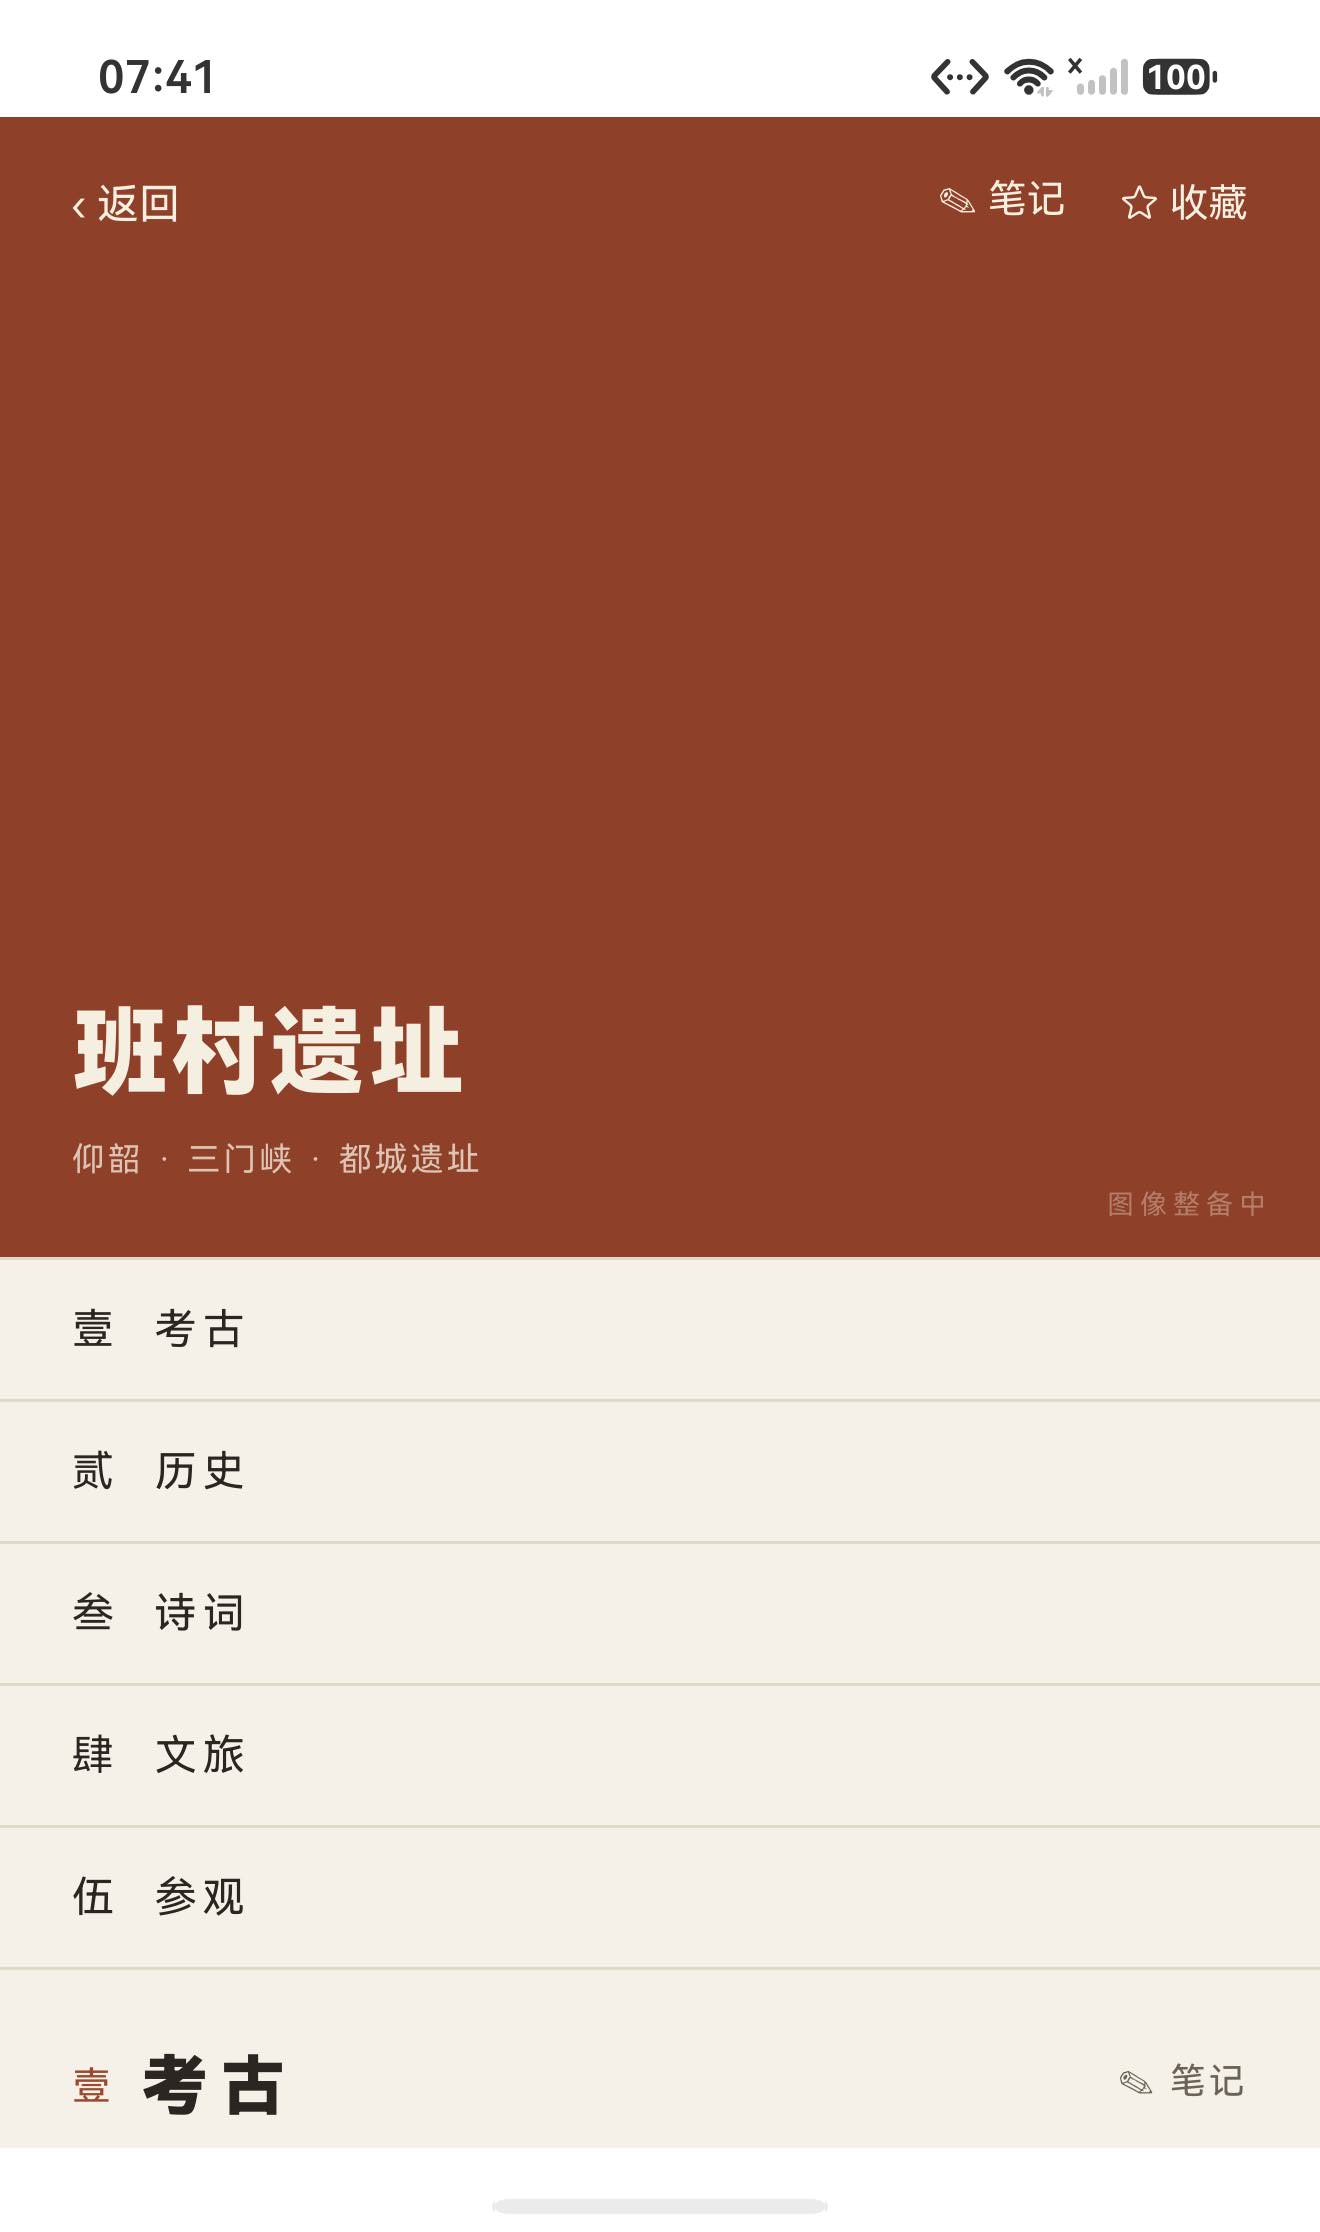 07:41 100
‹ 返回 ✎ 笔记 ☆ 收藏
班村遗址
仰韶 · 三门峡 · 都城遗址
图像整备中
壹 考古
贰 历史
叁 诗词
肆 文旅
伍 参观
壹 考古 ✎ 笔记